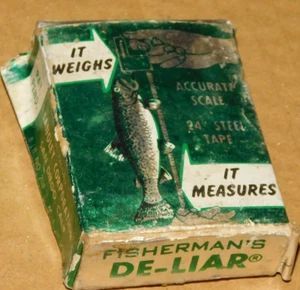 IT
WEIGHS
ACCURATE
SCALE
24" STEEL
TAPE
IT
MEASURES
FISHERMAN'S
DE-LIAR®